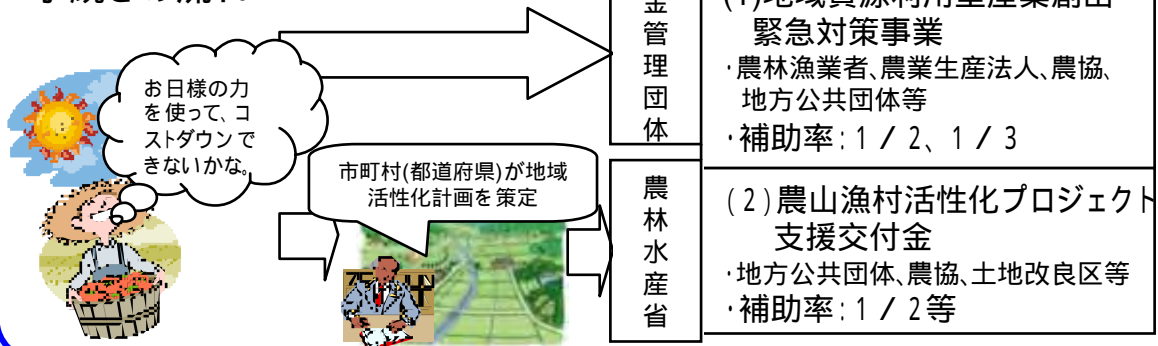 お日様の力
を使って、コ
ストダウンで
きないかな。
市町村(都道府県)が地域
活性化計画を策定
金管理団体
農林水産省
緊急対策事業
・農林漁業者、農業生産法人、農協、
地方公共団体等
・補助率：1／2、1／3
(2)農山漁村活性化プロジェクト
支援交付金
・地方公共団体、農協、土地改良区等
・補助率：1／2等